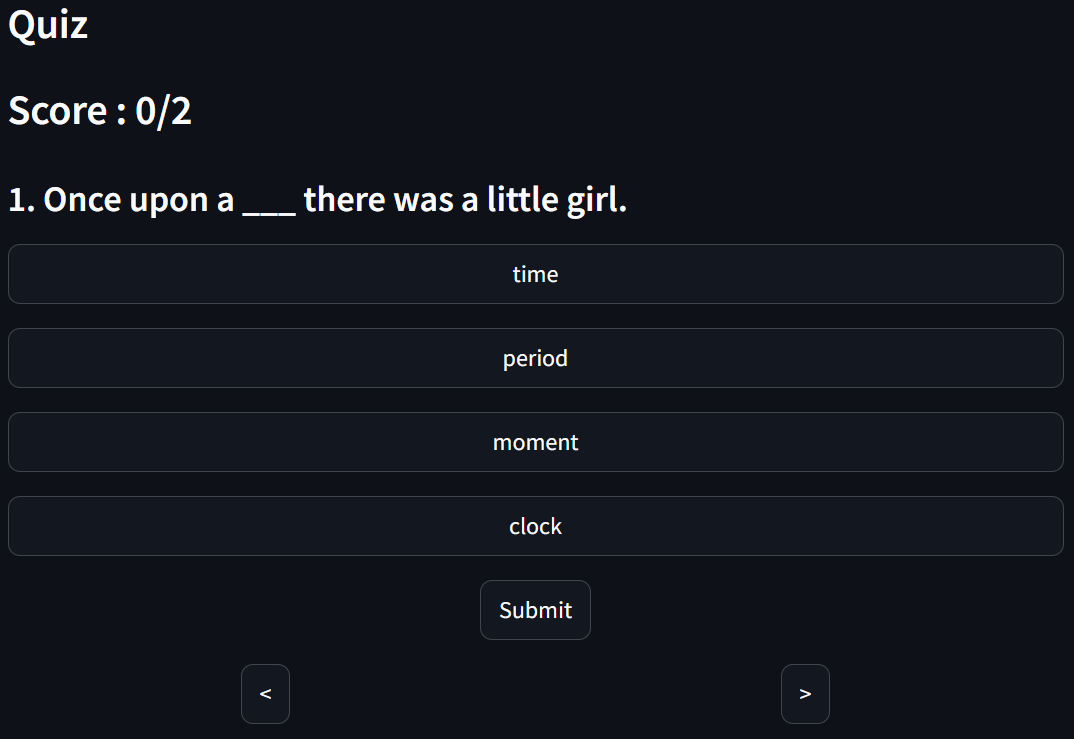 Quiz
Score : 0/2
1. Once upon a ___ there was a little girl.
time
period
moment
clock
Submit
< >